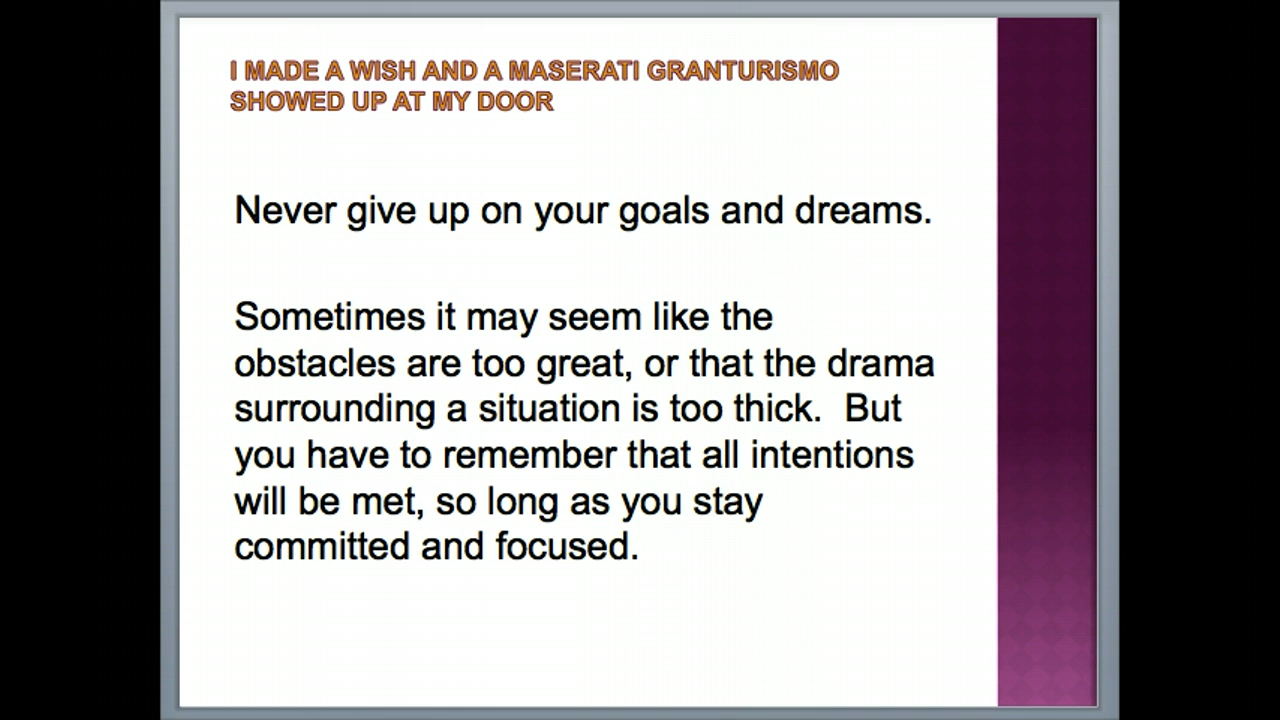 I MADE A WISH AND A MASERATI GRANTURISMO
SHOWED UP AT MY DOOR
Never give up on your goals and dreams.
Sometimes it may seem like the
obstacles are too great, or that the drama
surrounding a situation is too thick.  But
you have to remember that all intentions
will be met, so long as you stay
committed and focused.